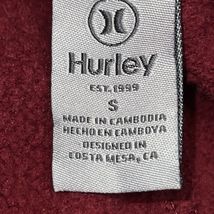 Hurley
EST. 1999
S
MADE IN CAMBODIA
HECHO EN CAMBOYA
DESIGNED IN
COSTA MESA, CA